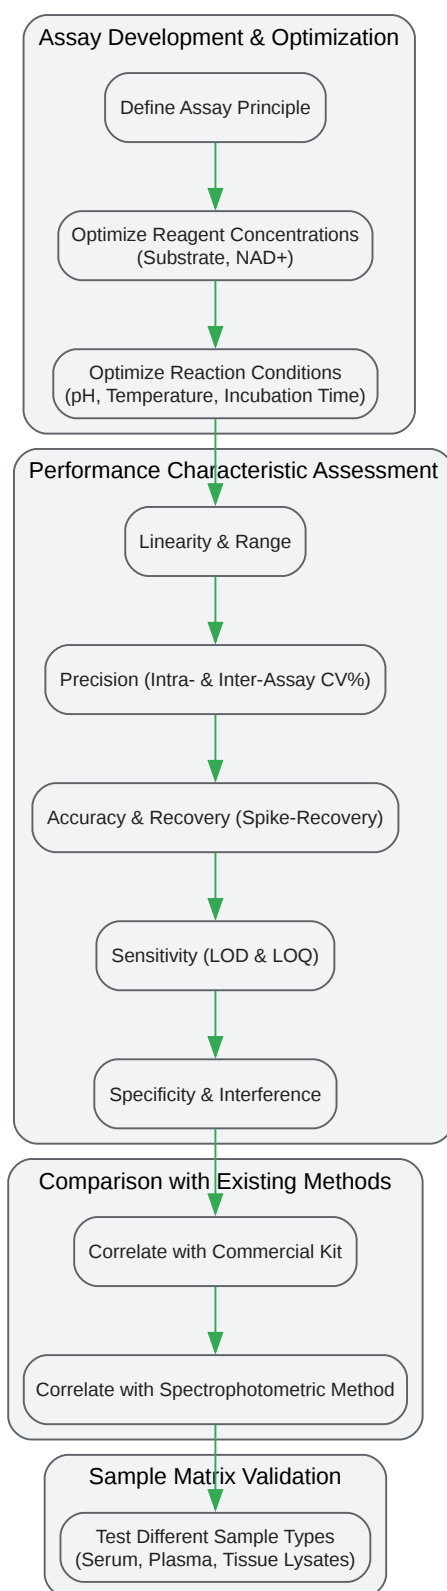 Assay Development & Optimization
Define Assay Principle
Optimize Reagent Concentrations
(Substrate, NAD+)
Optimize Reaction Conditions
(pH, Temperature, Incubation Time)
Performance Characteristic Assessment
Linearity & Range
Precision (Intra- & Inter-Assay CV%)
Accuracy & Recovery (Spike-Recovery)
Sensitivity (LOD & LOQ)
Specificity & Interference
Comparison with Existing Methods
Correlate with Commercial Kit
Correlate with Spectrophotometric Method
Sample Matrix Validation
Test Different Sample Types
(Serum, Plasma, Tissue Lysates)